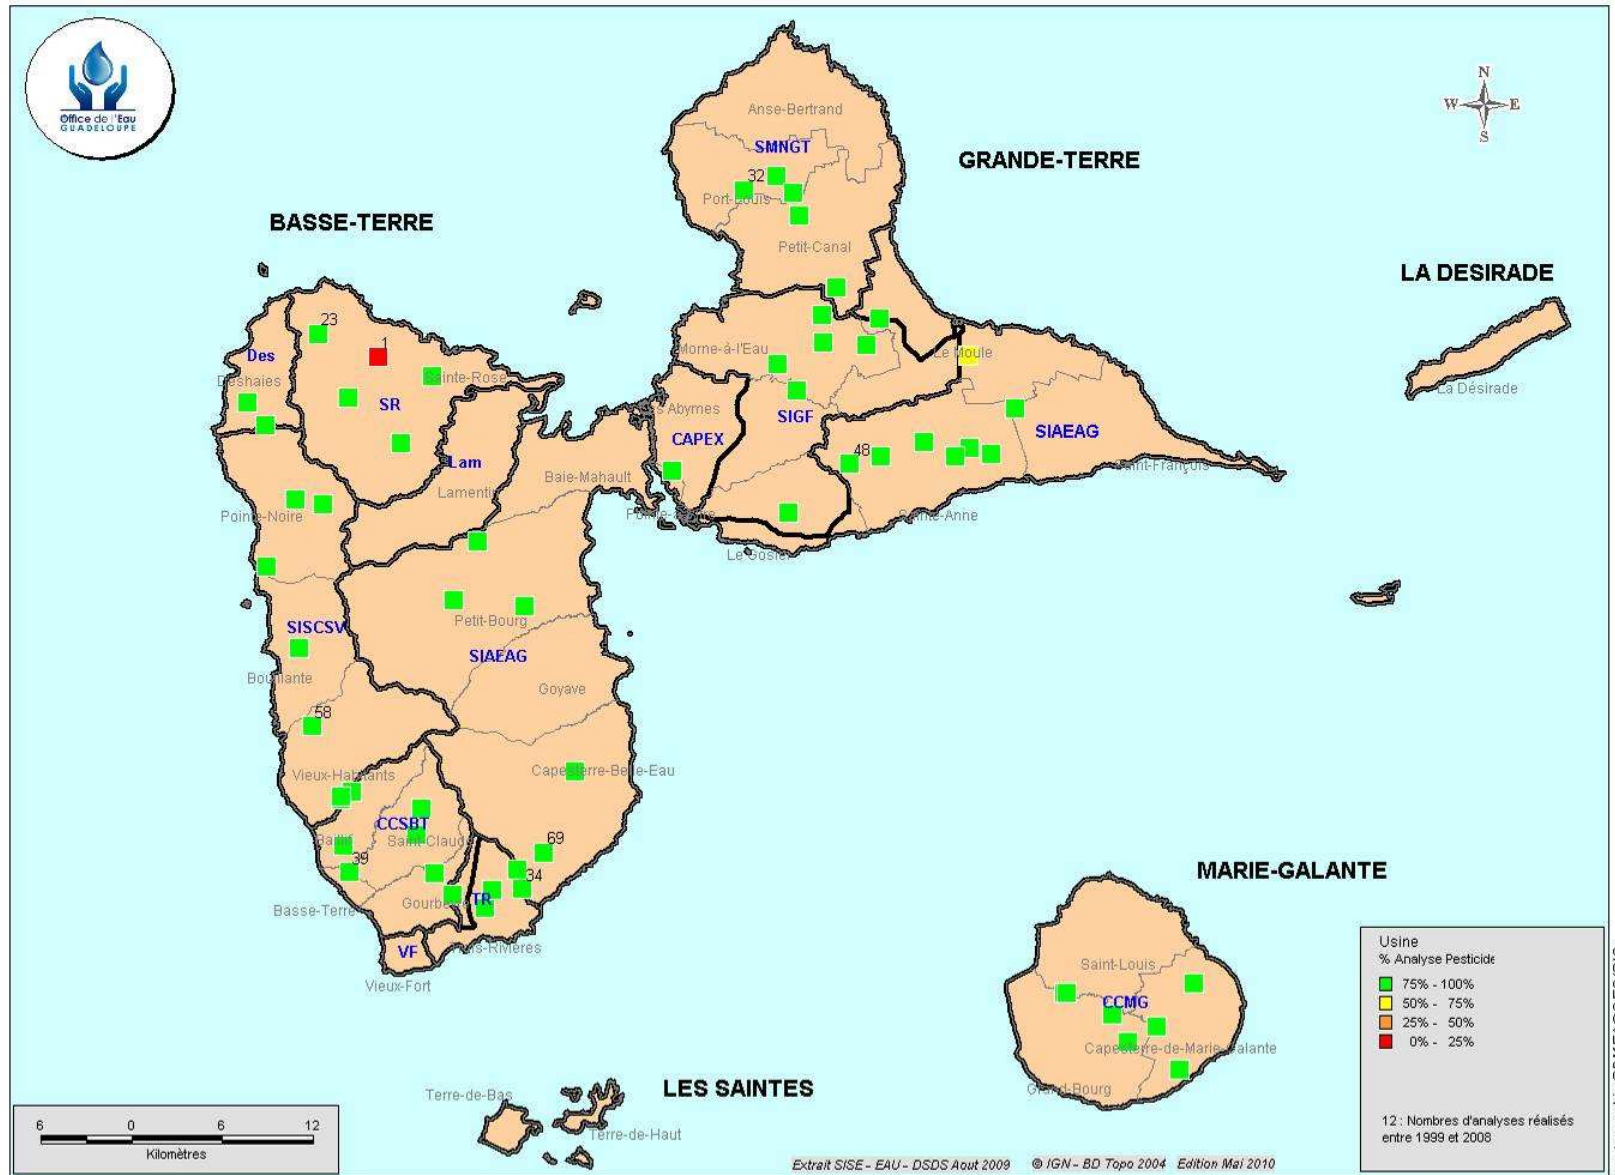 Office de l'Eau
GUADELOUPE
N
W E
S
Anse-Bertrand
SMNGT
GRANDE-TERRE
32
Port-Louis
BASSE-TERRE
Petit-Canal
LA DESIRADE
23
1
Des
Morne-à-l'Eau
Le Moule
Deshaies
Sainte-Rose
La Désirade
SR
Abymes
SIGF
CAPEX
SIAEAG
48
Lam
Saint-François
Baie-Mahault
Lamentin
Pointe-Noire
Sainte-Anne
Le Gosier
Petit-Bourg
SISCSV
SIAEAG
Bouillante
Goyave
58
Capesterre-Belle-Eau
Vieux-Habitants
CCSBT
Saint-Claude
Baillif
69
39
MARIE-GALANTE
34
TR
Gourbeyre
Basse-Terre
Trois-Rivières
VF
Vieux-Fort
Saint-Louis
CCMG
Capesterre-de-Marie-Galante
Grand-Bourg
LES SAINTES
Terre-de-Bas
Terre-de-Haut
Usine
% Analyse Pesticide
75% - 100%
50% - 75%
25% - 50%
0% - 25%
12 : Nombres d'analyses réalisés
entre 1999 et 2008
6 0 6 12
Kilomètres
Extrait SISE - EAU - DSDS Aout 2009 © IGN - BD Topo 2004 Edition Mai 2010